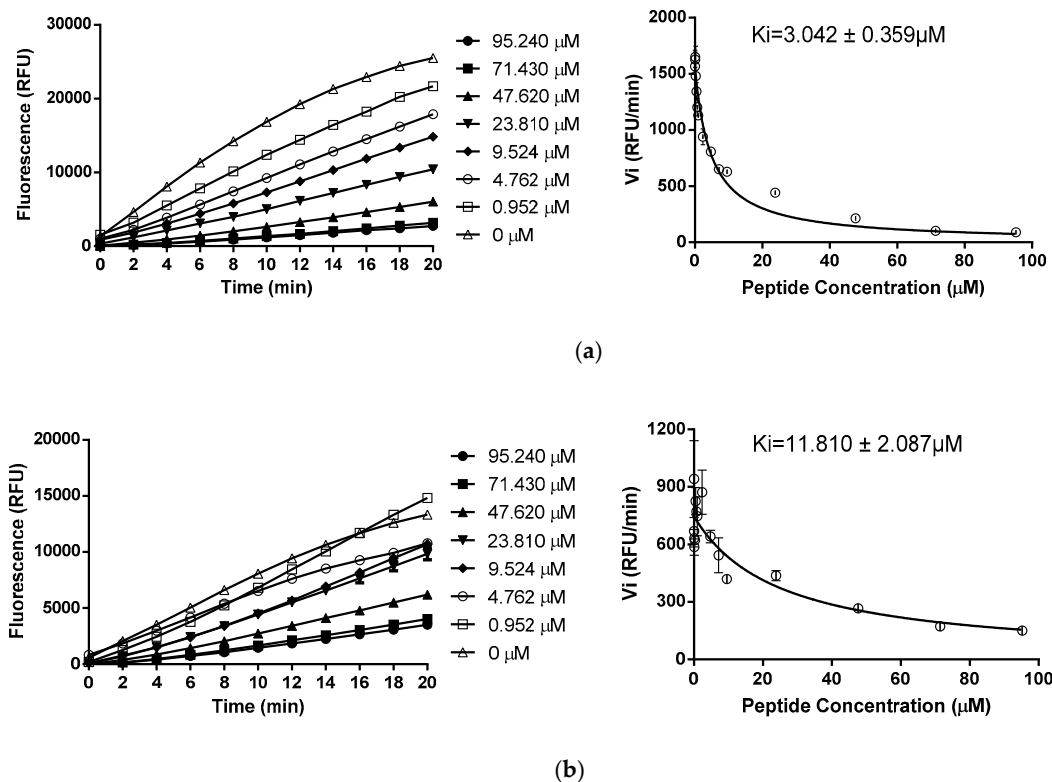 30000
20000
10000
0
Fluorescence (RFU)
0 2 4 6 8 10 12 14 16 18 20
Time (min)
95.240 μM
71.430 μM
47.620 μM
23.810 μM
9.524 μM
4.762 μM
0.952 μM
0 μM
2000
1500
1000
500
0
Vi (RFU/min)
Ki=3.042 ± 0.359μM
0 20 40 60 80 100
Peptide Concentration (μM)
(a)
20000
15000
10000
5000
0
Fluorescence (RFU)
0 2 4 6 8 10 12 14 16 18 20
Time (min)
95.240 μM
71.430 μM
47.620 μM
23.810 μM
9.524 μM
4.762 μM
0.952 μM
0 μM
1200
900
600
300
0
Vi (RFU/min)
Ki=11.810 ± 2.087μM
0 20 40 60 80 100
Peptide Concentration (μM)
(b)